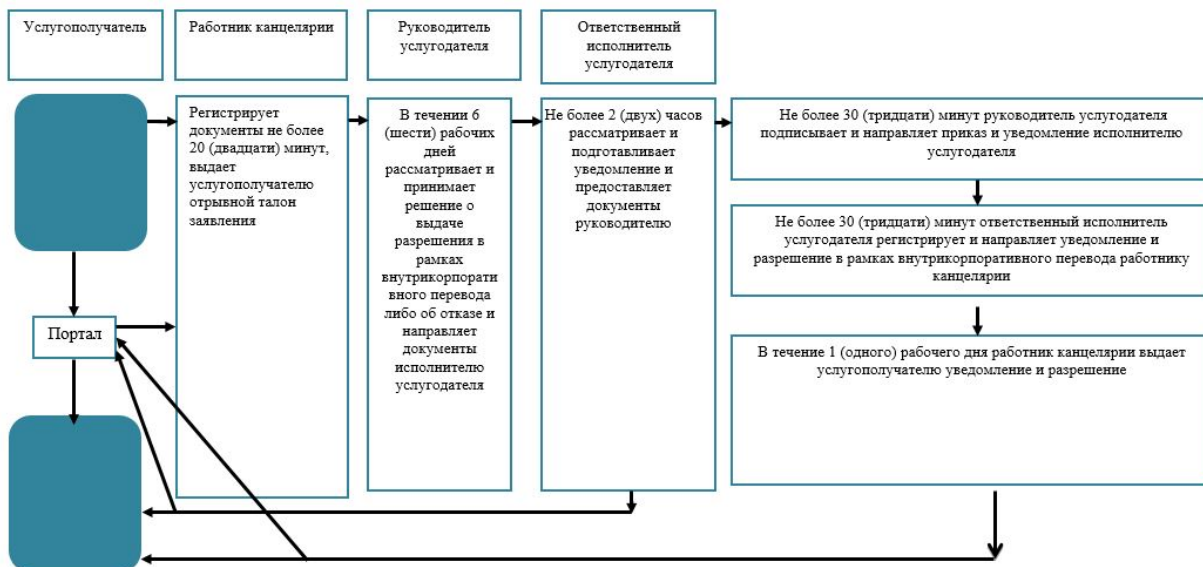 Услугополучатель
Работник канцелярии
Руководитель
услугодателя
Ответственный
исполнитель
услугодателя
Регистрирует
документы не более
20 (двадцати) минут,
выдает
услугополучателю
отрывной талон
заявления
В течении 6
(шести) рабочих
дней
рассматривает и
принимает
решение о
выдаче
разрешения в
рамках
внутрикорпорати
вного перевода
либо об отказе и
направляет
документы
исполнителю
услугодателя
Не более 2 (двух) часов
рассматривает и
подготавливает
уведомление и
предоставляет
документы
руководителю
Не более 30 (тридцати) минут руководитель услугодателя
подписывает и направляет приказ и уведомление исполнителю
услугодателя
Не более 30 (тридцати) минут ответственный исполнитель
услугодателя регистрирует и направляет уведомление и
разрешение в рамках внутрикорпоративного перевода работнику
канцелярии
В течение 1 (одного) рабочего дня работник канцелярии выдает
услугополучателю уведомление и разрешение
Портал